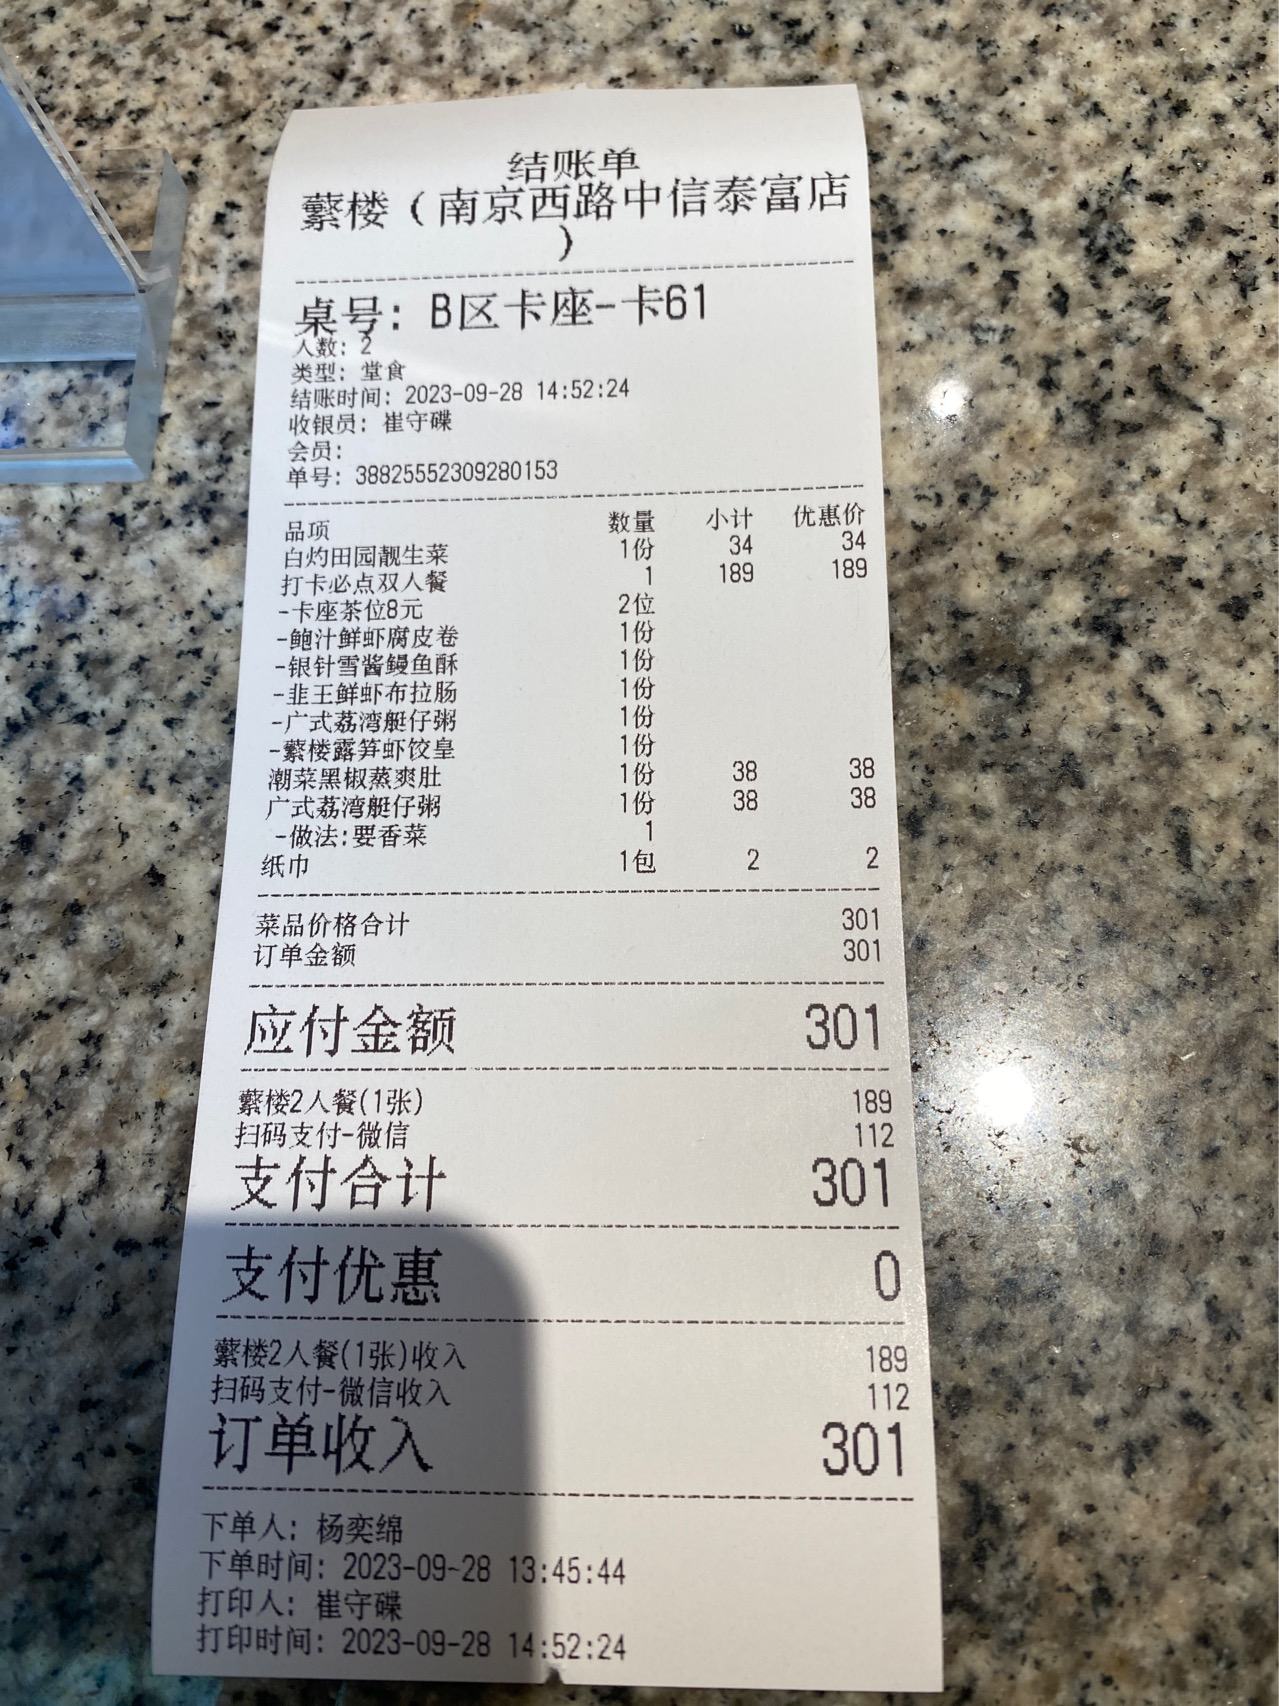 结账单
蘩楼（南京西路中信泰富店
）
桌号：B区卡座-卡61
人数：2
类型：堂食
结账时间：2023-09-28 14:52:24
收银员：崔守碟
会员：
单号：38825552309280153
品项 数量 小计 优惠价
白灼田园靓生菜 1份 34 34
打卡必点双人餐 1 189 189
-卡座茶位8元 2位
-鲍汁鲜虾腐皮卷 1份
-银针雪酱鳗鱼酥 1份
-韭王鲜虾布拉肠 1份
-广式荔湾艇仔粥 1份
-蘩楼露笋虾饺皇 1份
潮菜黑椒蒸爽肚 1份 38 38
广式荔湾艇仔粥 1份 38 38
-做法:要香菜 1
纸巾 1包 2 2
菜品价格合计 301
订单金额 301
应付金额 301
蘩楼2人餐(1张) 189
扫码支付-微信 112
支付合计 301
支付优惠 0
蘩楼2人餐(1张)收入 189
扫码支付-微信收入 112
订单收入 301
下单人：杨奕绵
下单时间：2023-09-28 13:45:44
打印人：崔守碟
打印时间：2023-09-28 14:52:24